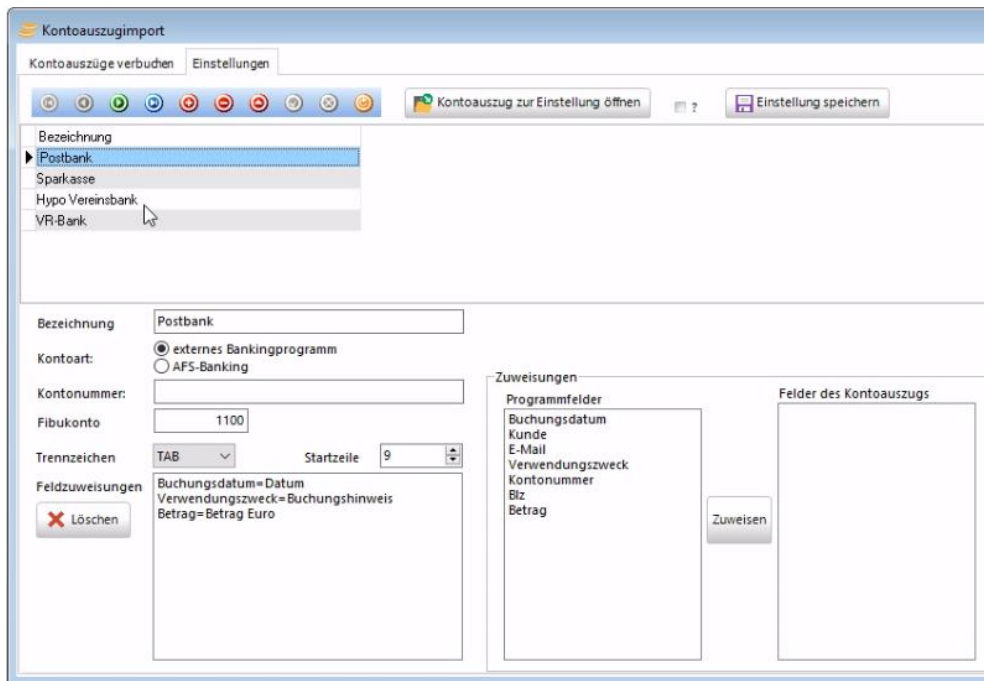 Kontoauszugimport
Kontoauszüge verbuchen Einstellungen
Kontoauszug zur Einstellung öffnen ? Einstellung speichern
Bezeichnung
Postbank
Sparkasse
Hypo Vereinsbank
VR-Bank
Bezeichnung Postbank
Kontoart: externes Bankingprogramm
AFS-Banking
Kontonummer:
Fibukonto 1100
Trennzeichen TAB Startzeile 9
Feldzuweisungen
Löschen
Buchungsdatum=Datum
Verwendungszweck=Buchungshinweis
Betrag=Betrag Euro
Zuweisungen
Programmfelder
Buchungsdatum
Kunde
E-Mail
Verwendungszweck
Kontonummer
Blz
Betrag
Zuweisen
Felder des Kontoauszugs